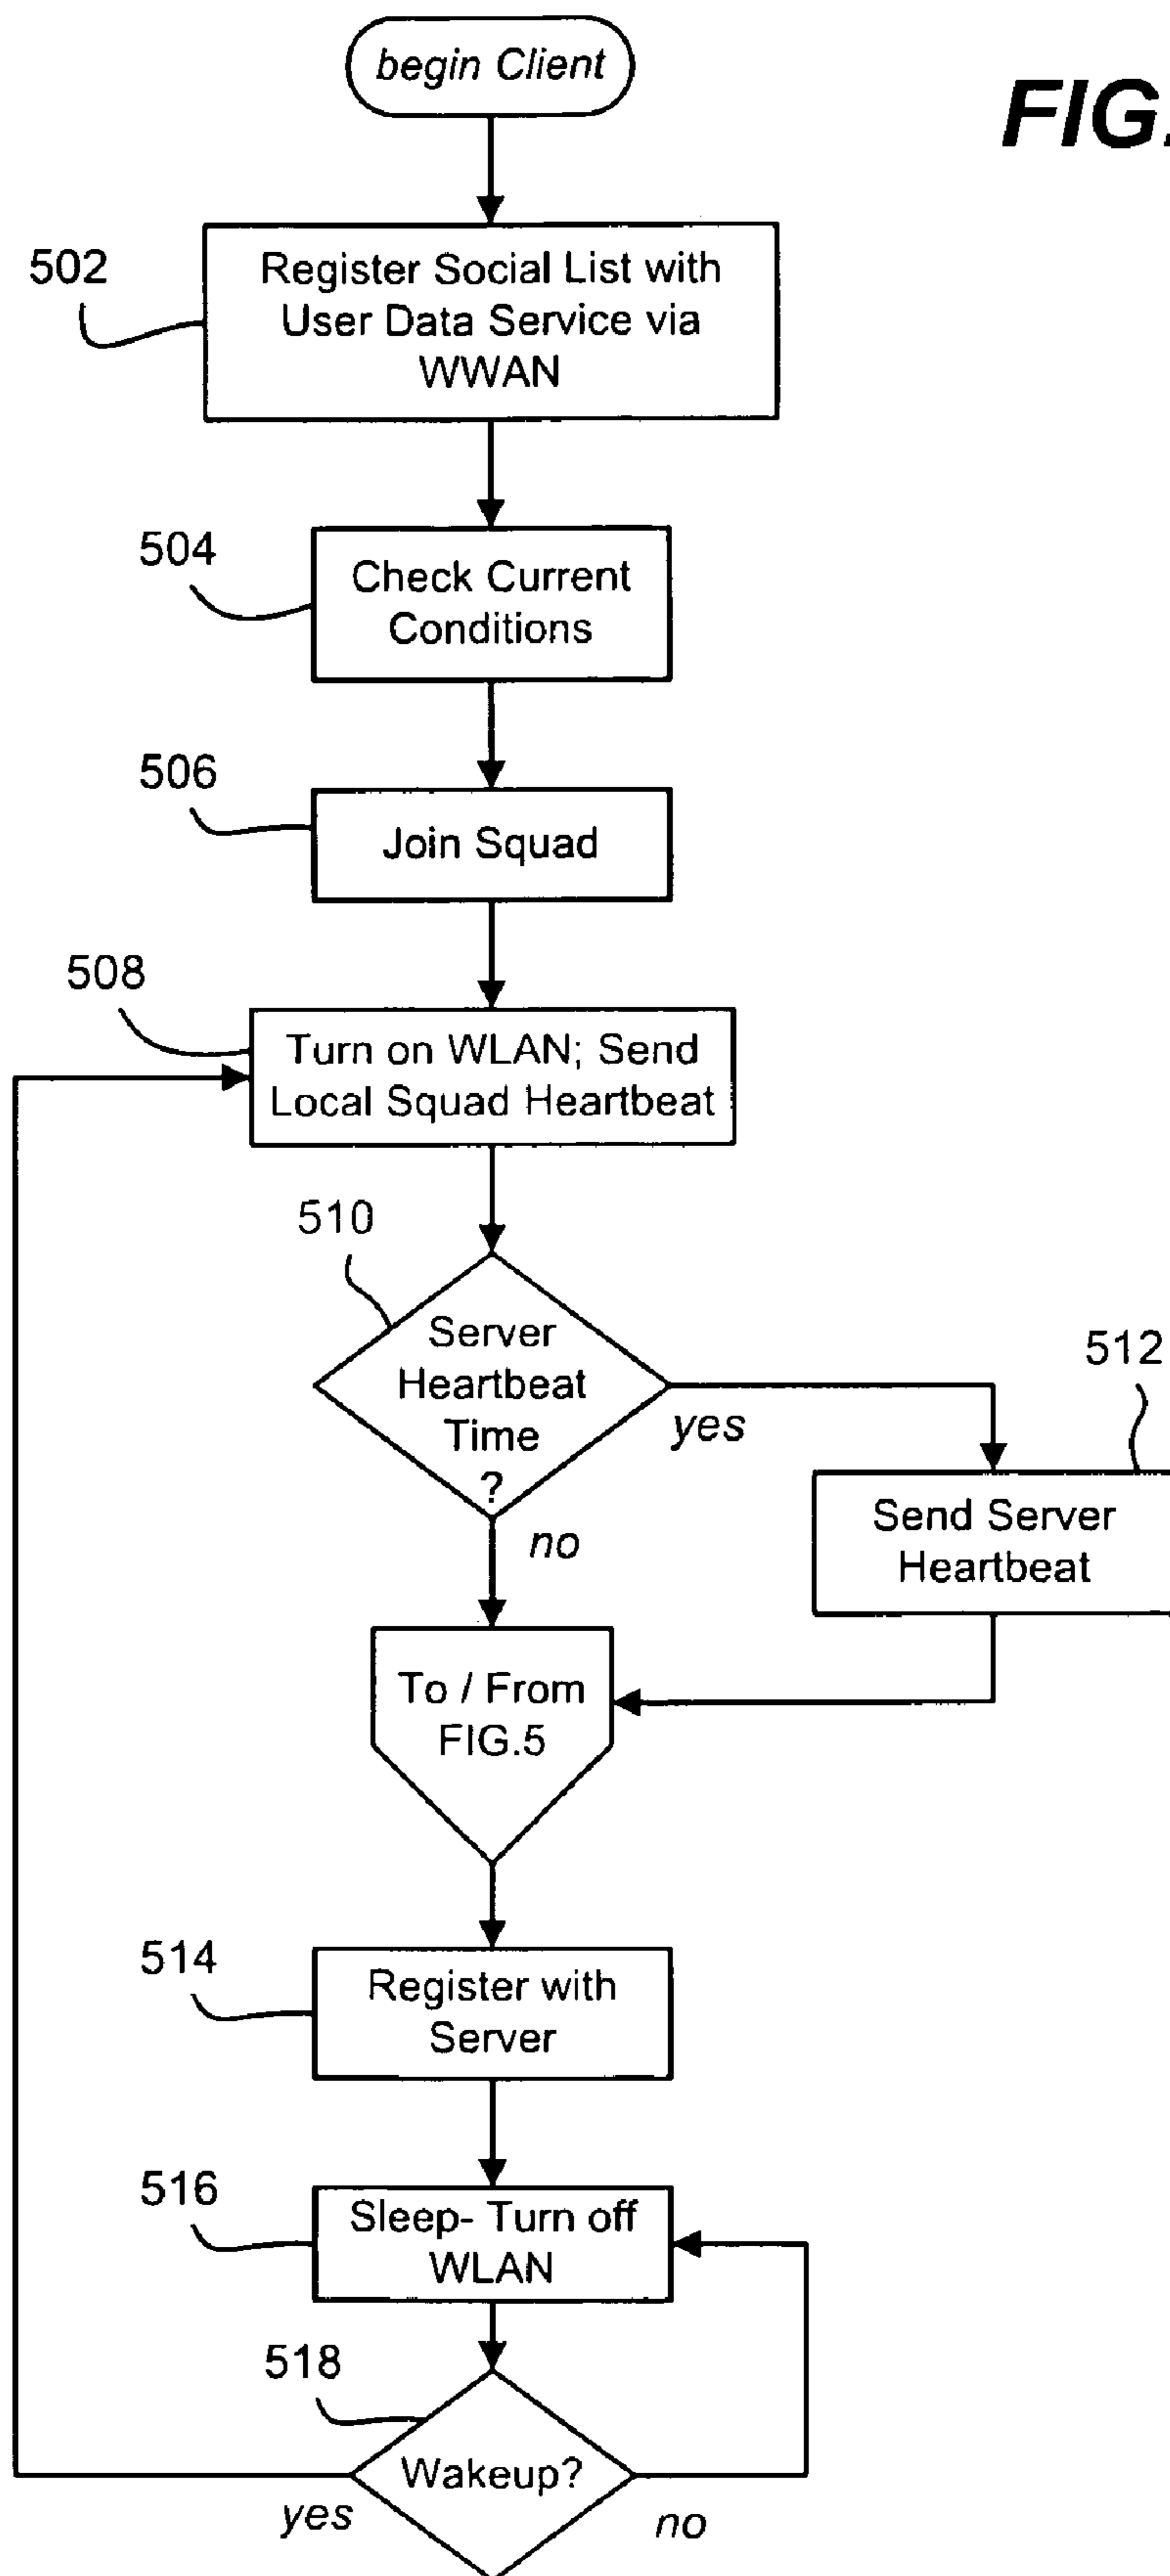 begin Client
FIG.
502
Register Social List with
User Data Service via
WWAN
504
Check Current
Conditions
506
Join Squad
508
Turn on WLAN; Send
Local Squad Heartbeat
510
Server
Heartbeat
Time
?
yes
no
512
Send Server
Heartbeat
To / From
FIG.5
514
Register with
Server
516
Sleep- Turn off
WLAN
518
Wakeup?
yes
no